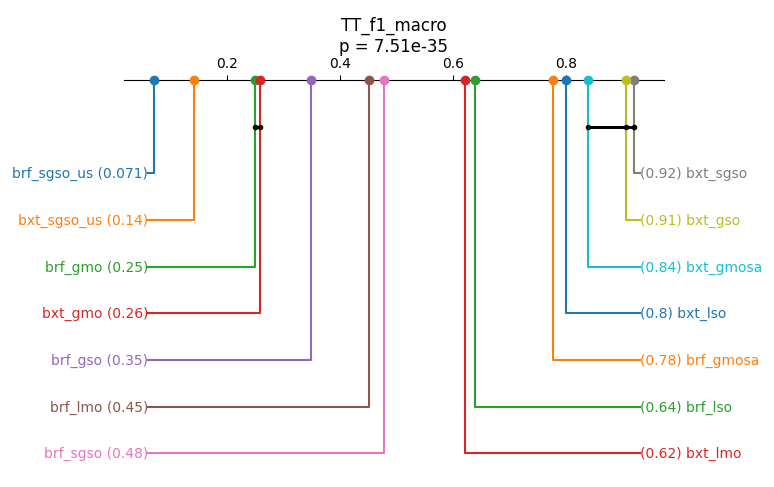 TT_f1_macro
p = 7.51e-35
0.2 0.4 0.6 0.8
brf_sgso_us (0.071) (0.92) bxt_sgso
bxt_sgso_us (0.14) (0.91) bxt_gso
brf_gmo (0.25) (0.84) bxt_gmosa
bxt_gmo (0.26) (0.8) bxt_lso
brf_gso (0.35) (0.78) brf_gmosa
brf_lmo (0.45) (0.64) brf_lso
brf_sgso (0.48) (0.62) bxt_lmo